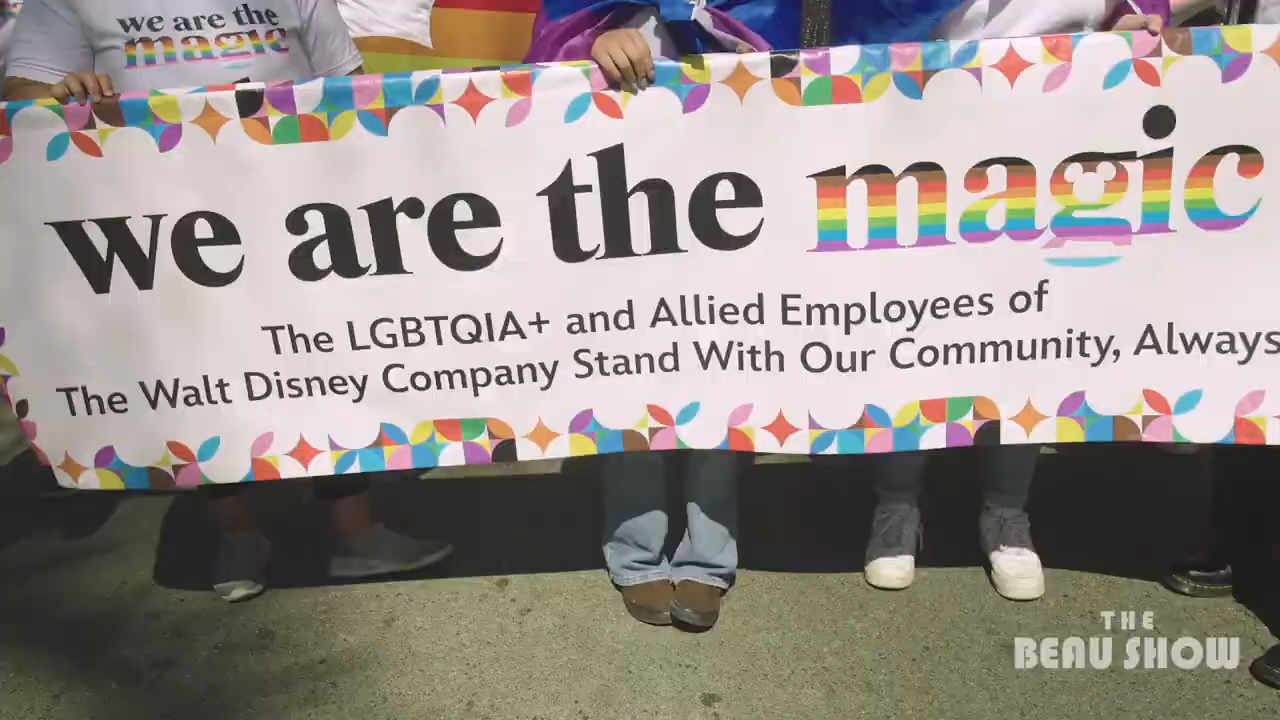 we are the
magic
we are the magic
The LGBTQIA+ and Allied Employees of
The Walt Disney Company Stand With Our Community, Always
THE
BEAU SHOW